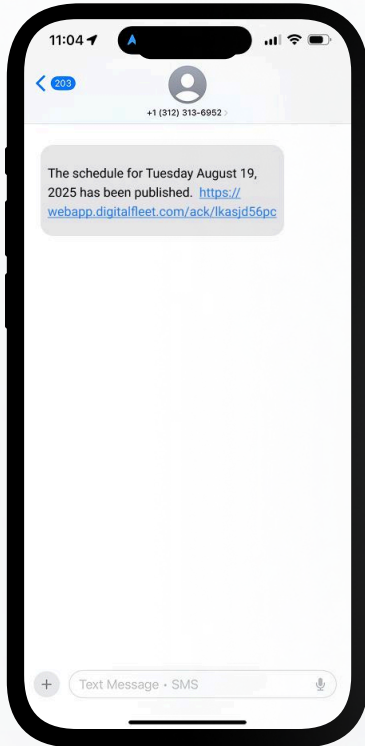 11:04
203
+1 (312) 313-6952
The schedule for Tuesday August 19,
2025 has been published. https://
webapp.digitalfleet.com/ack/lkasjd56pc
Text Message • SMS